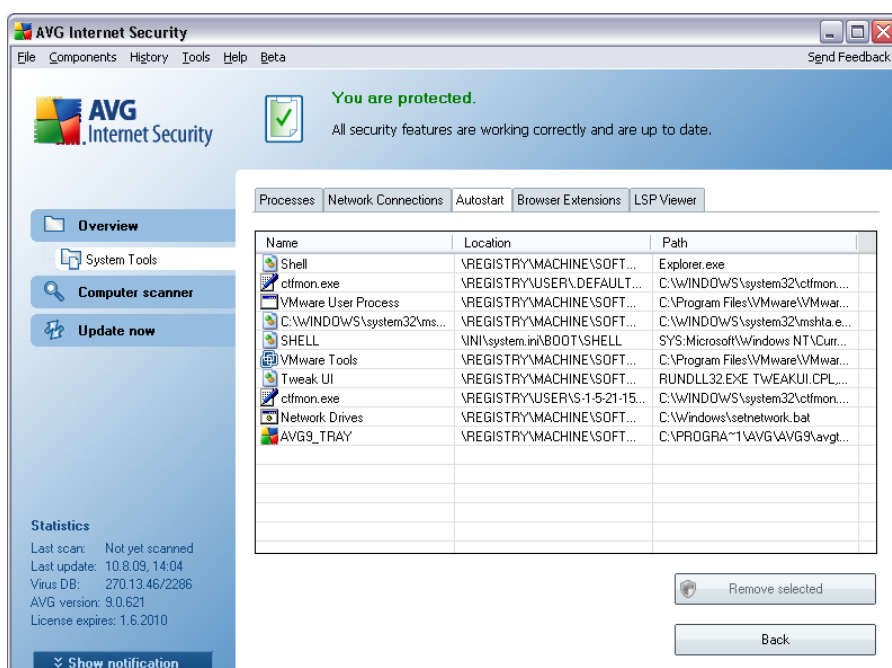 AVG Internet Security
File Components History Tools Help Beta Send Feedback
AVG
Internet Security
You are protected.
All security features are working correctly and are up to date.
Processes Network Connections Autostart Browser Extensions LSP Viewer
Overview
System Tools
Computer scanner
Update now
Name Location Path
Shell \REGISTRY\MACHINE\SOFT... Explorer.exe
ctfmon.exe \REGISTRY\USER\.DEFAULT... C:\WINDOWS\system32\ctfmon....
VMware User Process \REGISTRY\MACHINE\SOFT... C:\Program Files\VMware\VMwar...
C:\WINDOWS\system32\ms... \REGISTRY\MACHINE\SOFT... C:\WINDOWS\system32\mshta.e...
SHELL \INI\system.ini\BOOT\SHELL SYS:Microsoft\Windows NT\Curr...
VMware Tools \REGISTRY\MACHINE\SOFT... C:\Program Files\VMware\VMwar...
Tweak UI \REGISTRY\MACHINE\SOFT... RUNDLL32.EXE TWEAKUI.CPL,...
ctfmon.exe \REGISTRY\USER\S-1-5-21-15... C:\WINDOWS\system32\ctfmon....
Network Drives \REGISTRY\MACHINE\SOFT... C:\Windows\setnetwork.bat
AVG9_TRAY \REGISTRY\MACHINE\SOFT... C:\PROGRA~1\AVG\AVG9\avgt...
Statistics
Last scan: Not yet scanned
Last update: 10.8.09, 14:04
Virus DB: 270.13.46/2286
AVG version: 9.0.621
License expires: 1.6.2010
Show notification
Remove selected
Back